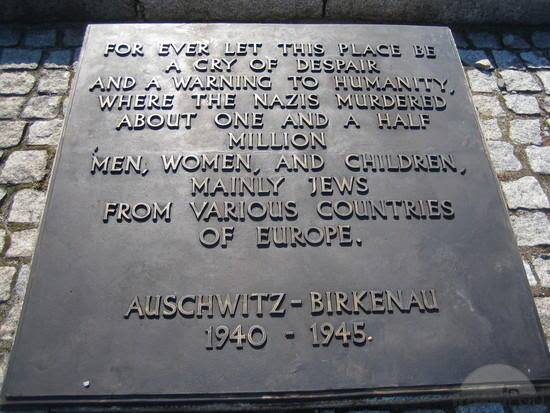 FOR EVER LET THIS PLACE BE
A CRY OF DESPAIR
AND A WARNING TO HUMANITY,
WHERE THE NAZIS MURDERED
ABOUT ONE AND A HALF
MILLION
MEN, WOMEN, AND CHILDREN,
MAINLY JEWS
FROM VARIOUS COUNTRIES
OF EUROPE.
AUSCHWITZ - BIRKENAU
1940 - 1945.